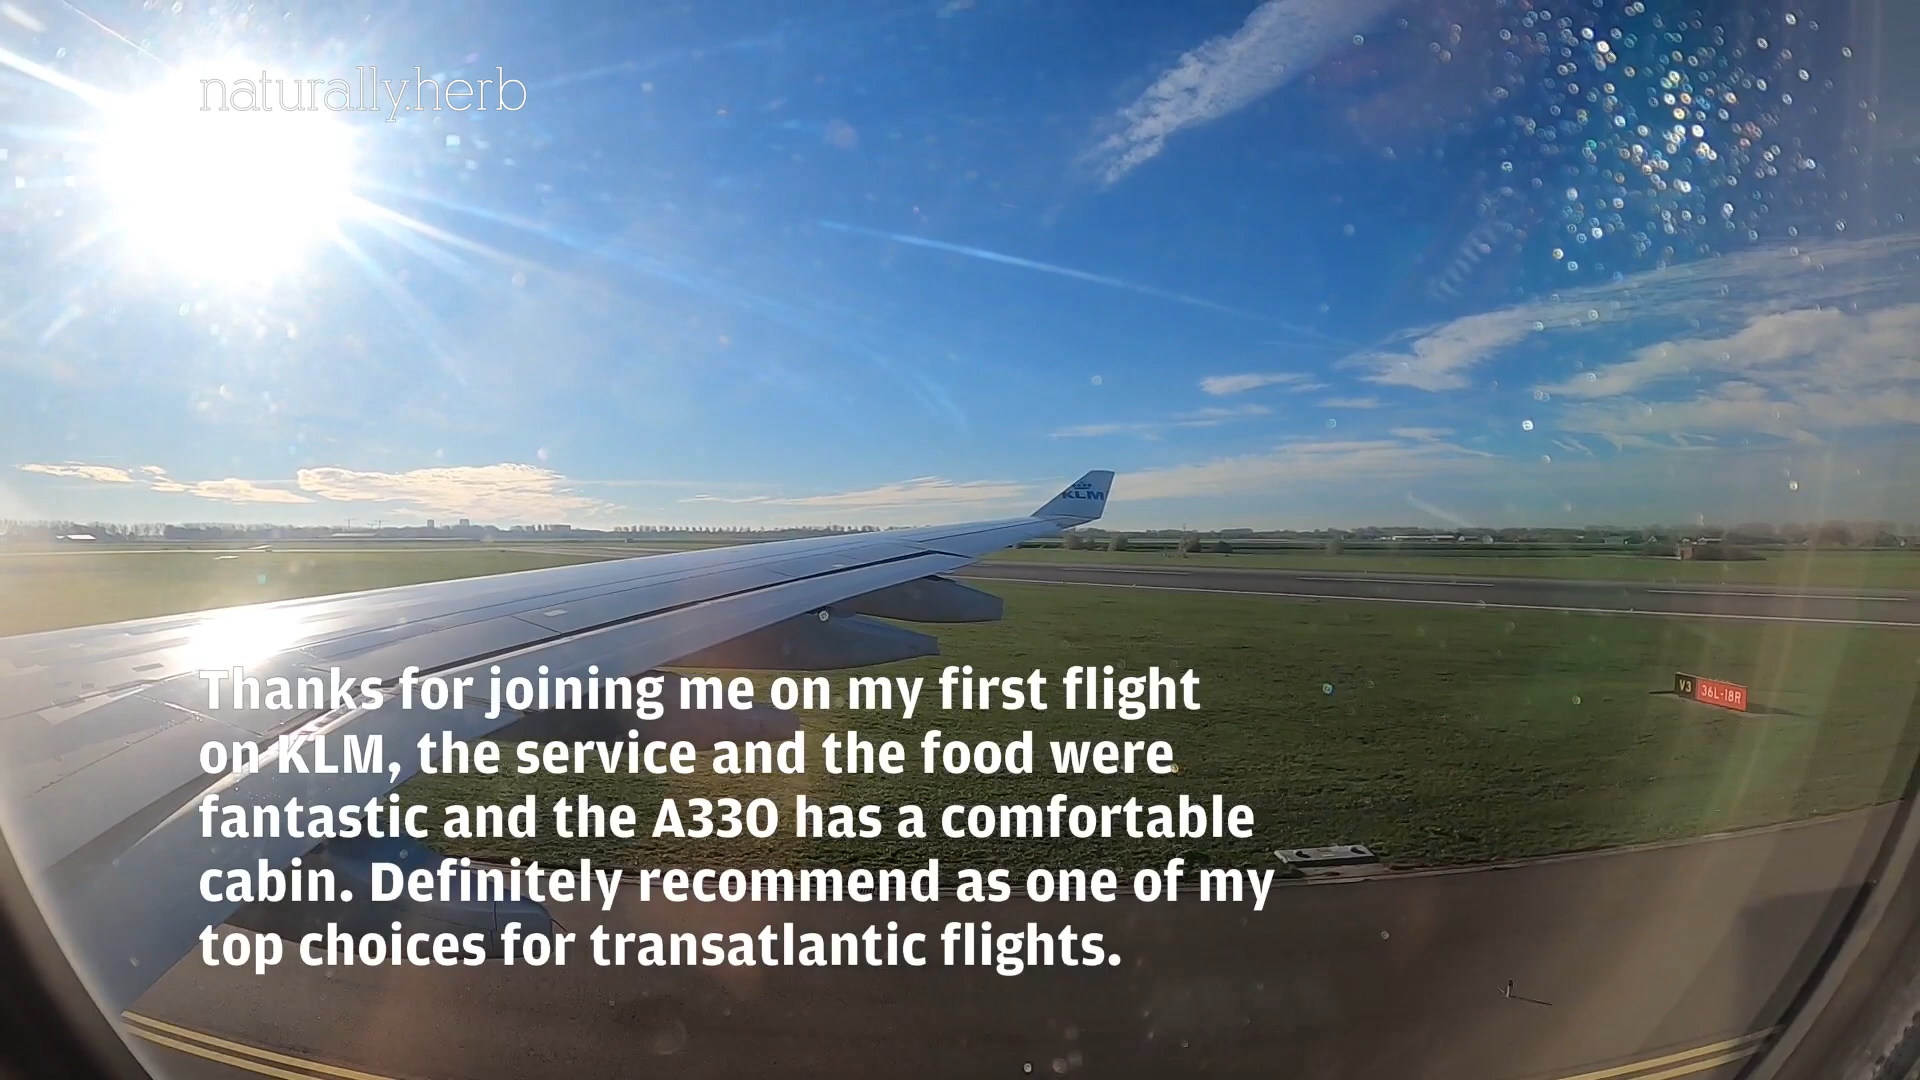 naturally.herb
KLM
V3 36L-18R
Thanks for joining me on my first flight
on KLM, the service and the food were
fantastic and the A330 has a comfortable
cabin. Definitely recommend as one of my
top choices for transatlantic flights.